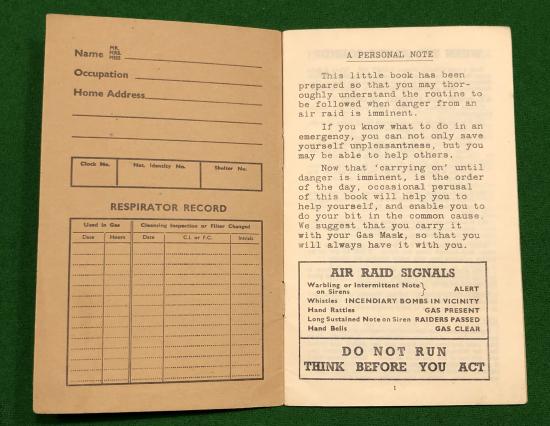 Name MR. MRS. MISS
Occupation
Home Address
Clock No. Nat. Identity No. Shelter No.
RESPIRATOR RECORD
Used in Gas Cleansing Inspection or Filter Changed
Date Hours Date C.I. or F.C. Initials
A PERSONAL NOTE
This little book has been
prepared so that you may thor-
oughly understand the routine to
be followed when danger from an
air raid is imminent.
If you know what to do in an
emergency, you can not only save
yourself unpleasantness, but you
may be able to help others.
Now that 'carrying on' until
danger is imminent, is the order
of the day, occasional perusal
of this book will help you to
help yourself, and enable you to
do your bit in the common cause.
We suggest that you carry it
with your Gas Mask, so that you
will always have it with you.
AIR RAID SIGNALS
Warbling or Intermittent Note
on Sirens } ALERT
Whistles INCENDIARY BOMBS IN VICINITY
Hand Rattles GAS PRESENT
Long Sustained Note on Siren RAIDERS PASSED
Hand Bells GAS CLEAR
DO NOT RUN
THINK BEFORE YOU ACT
1